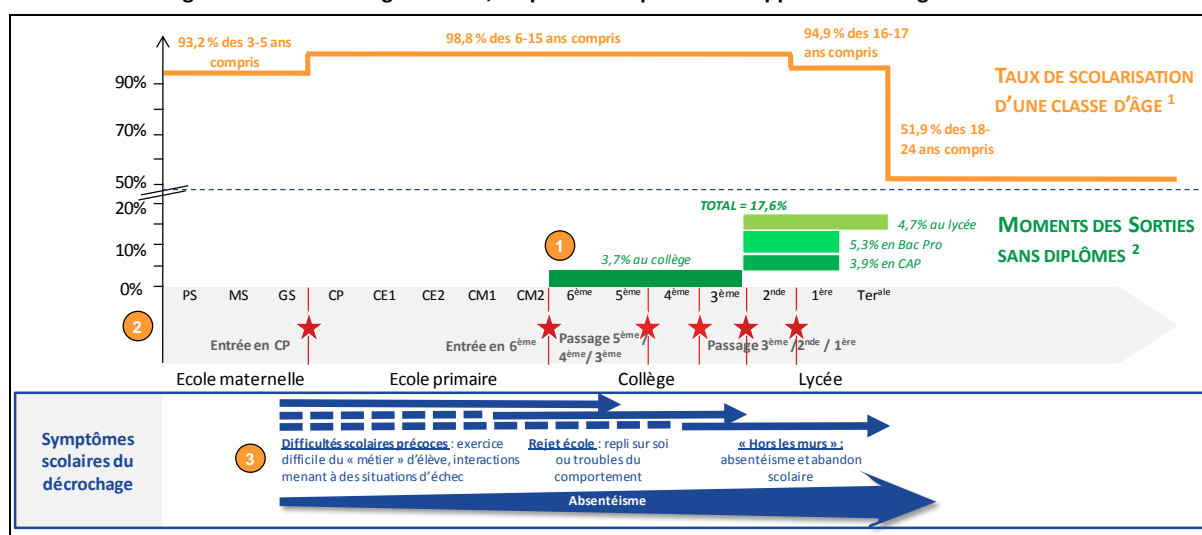 93,2 % des 3-5 ans
compris
98,8 % des 6-15 ans compris
94,9 % des 16-17
ans compris
90%
70%
50%
TAUX DE SCOLARISATION
D'UNE CLASSE D'ÂGE 1
51,9 % des 18-
24 ans compris
20%
10%
0%
TOTAL = 17,6%
4,7% au lycée
5,3% en Bac Pro
3,9% en CAP
1
3,7% au collège
MOMENTS DES SORTIES
SANS DIPLÔMES 2
PS MS GS CP CE1 CE2 CM1 CM2 6ème 5ème 4ème 3ème 2nde 1ère Terale
2
Entrée en CP
Entrée en 6ème
Passage 5ème /
4ème / 3ème
Passage 3ème /2nde / 1ère
Ecole maternelle Ecole primaire Collège Lycée
Symptômes
scolaires du
décrochage
3
Difficultés scolaires précoces : exercice
difficile du « métier » d'élève, interactions
menant à des situations d'échec
Rejet école : repli sur soi
ou troubles du
comportement
« Hors les murs » :
absentéisme et abandon
scolaire
Absentéisme